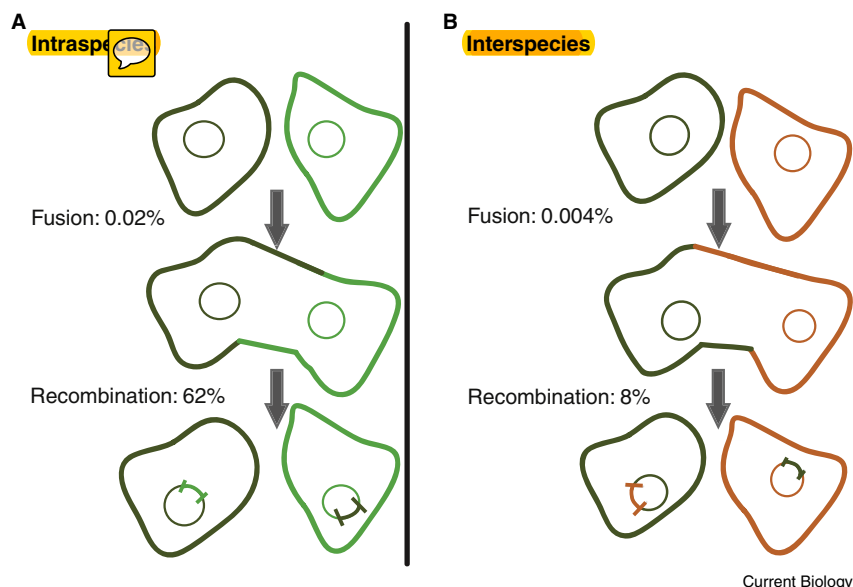 A
Intraspecies
Fusion: 0.02%
Recombination: 62%
B
Interspecies
Fusion: 0.004%
Recombination: 8%
Current Biology